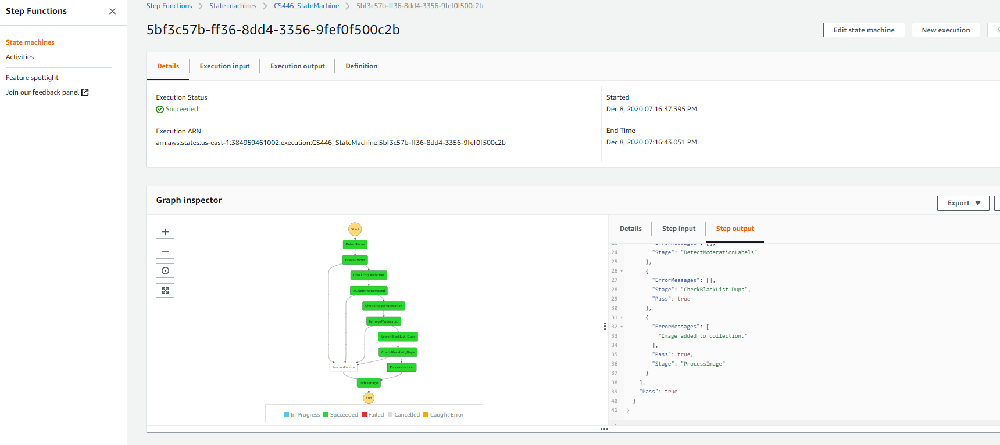 Step Functions
State machines
Activities
Feature spotlight
Join our feedback panel
Step Functions State machines CS446_StateMachine 5bf3c57b-ff36-8dd4-3356-9fef0f500c2b
5bf3c57b-ff36-8dd4-3356-9fef0f500c2b
Edit state machine New execution S
Details Execution input Execution output Definition
Execution Status
Succeeded
Execution ARN
arn:aws:states:us-east-1:384959461002:execution:CS446_StateMachine:5bf3c57b-ff36-8dd4-3356-9fef0f500c2b
Started
Dec 8, 2020 07:16:37.395 PM
End Time
Dec 8, 2020 07:16:43.051 PM
Graph inspector
Export
Start
DetectFaces
IsFaceProper
CheckForCelebrities
IsCelebtrityDetected
CheckImageModeration
IsImageModerated
SearchBlackList_Dups
CheckBlackList_Dups
ProcessFailure ProcessSuccess
IndexImage
End
In Progress Succeeded Failed Cancelled Caught Error
Details Step input Step output
23 "ErrorMessages": [],
24 "Stage": "DetectModerationLabels"
25 },
26 {
27 "ErrorMessages": [],
28 "Stage": "CheckBlackList_Dups",
29 "Pass": true
30 },
31 {
32 "ErrorMessages": [
33 "Image added to collection."
34 ],
35 "Pass": true,
36 "Stage": "ProcessImage"
37 }
38 ],
39 "Pass": true
40 }
41 }